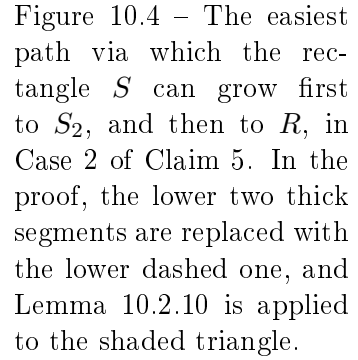 Figure 10.4 – The easiest
path via which the rec-
tangle S can grow first
to S₂, and then to R, in
Case 2 of Claim 5. In the
proof, the lower two thick
segments are replaced with
the lower dashed one, and
Lemma 10.2.10 is applied
to the shaded triangle.